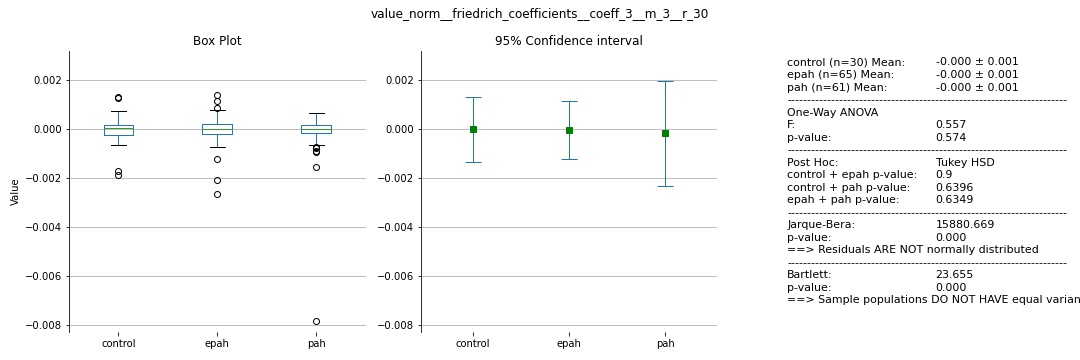 value_norm__friedrich_coefficients__coeff_3__m_3__r_30
Box Plot
Value
0.002
0.000
−0.002
−0.004
−0.006
−0.008
control
epah
pah
95% Confidence interval
0.002
0.000
−0.002
−0.004
−0.006
−0.008
control
epah
pah
control (n=30) Mean: -0.000 ± 0.001
epah (n=65) Mean: -0.000 ± 0.001
pah (n=61) Mean: -0.000 ± 0.001
One-Way ANOVA
F: 0.557
p-value: 0.574
Post Hoc: Tukey HSD
control + epah p-value: 0.9
control + pah p-value: 0.6396
epah + pah p-value: 0.6349
Jarque-Bera: 15880.669
p-value: 0.000
==> Residuals ARE NOT normally distributed
Bartlett: 23.655
p-value: 0.000
==> Sample populations DO NOT HAVE equal varian